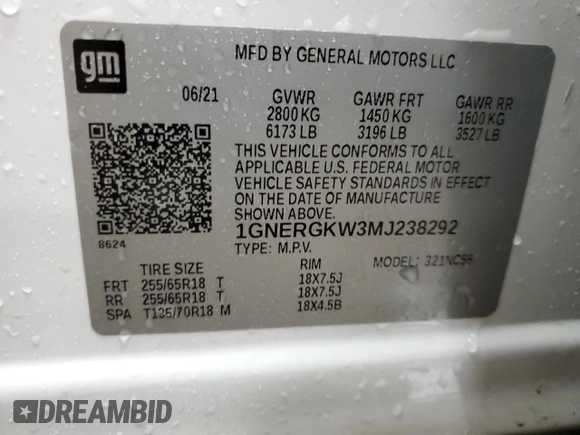 gm
MFD BY GENERAL MOTORS LLC
06/21 GVWR GAWR FRT GAWR RR
2800 KG 1450 KG 1600 KG
6173 LB 3196 LB 3527 LB
THIS VEHICLE CONFORMS TO ALL
APPLICABLE U.S. FEDERAL MOTOR
VEHICLE SAFETY STANDARDS IN EFFECT
ON THE DATE OF MANUFACTURE
SHOWN ABOVE.
1GNERGKW3MJ238292
8624
TYPE: M.P.V.
TIRE SIZE RIM MODEL:
FRT 255/65R18 T 18X7.5J
RR 255/65R18 T 18X7.5J
SPA T135/70R18 M 18X4.5B
DREAMBID